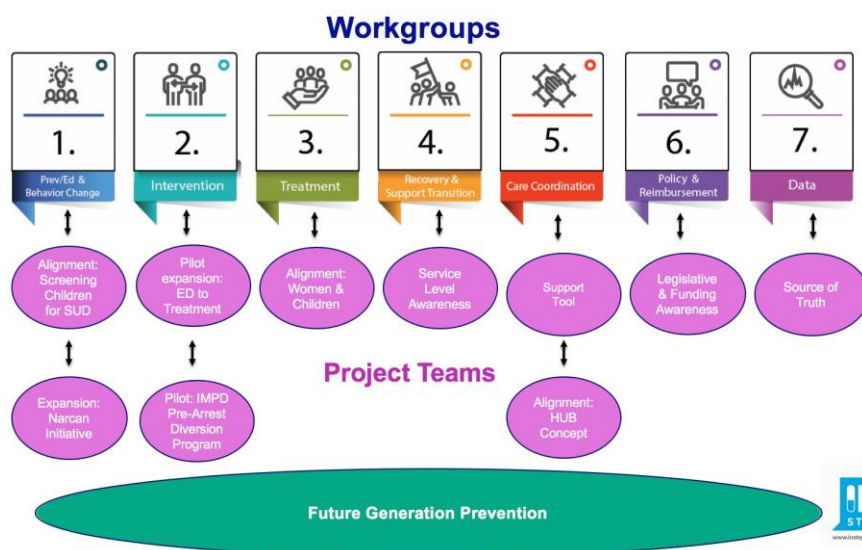 Workgroups
1.
2.
3.
4.
5.
6.
7.
Prev/Ed &
Behavior Change
Intervention
Treatment
Recovery &
Support Transition
Care Coordination
Policy &
Reimbursement
Data
Alignment:
Screening
Children
for SUD
Pilot
expansion:
ED to
Treatment
Alignment:
Women &
Children
Service
Level
Awareness
Support
Tool
Legislative
& Funding
Awareness
Source of
Truth
Project Teams
Expansion:
Narcan
Initiative
Pilot: IMPD
Pre-Arrest
Diversion
Program
Alignment:
HUB
Concept
Future Generation Prevention